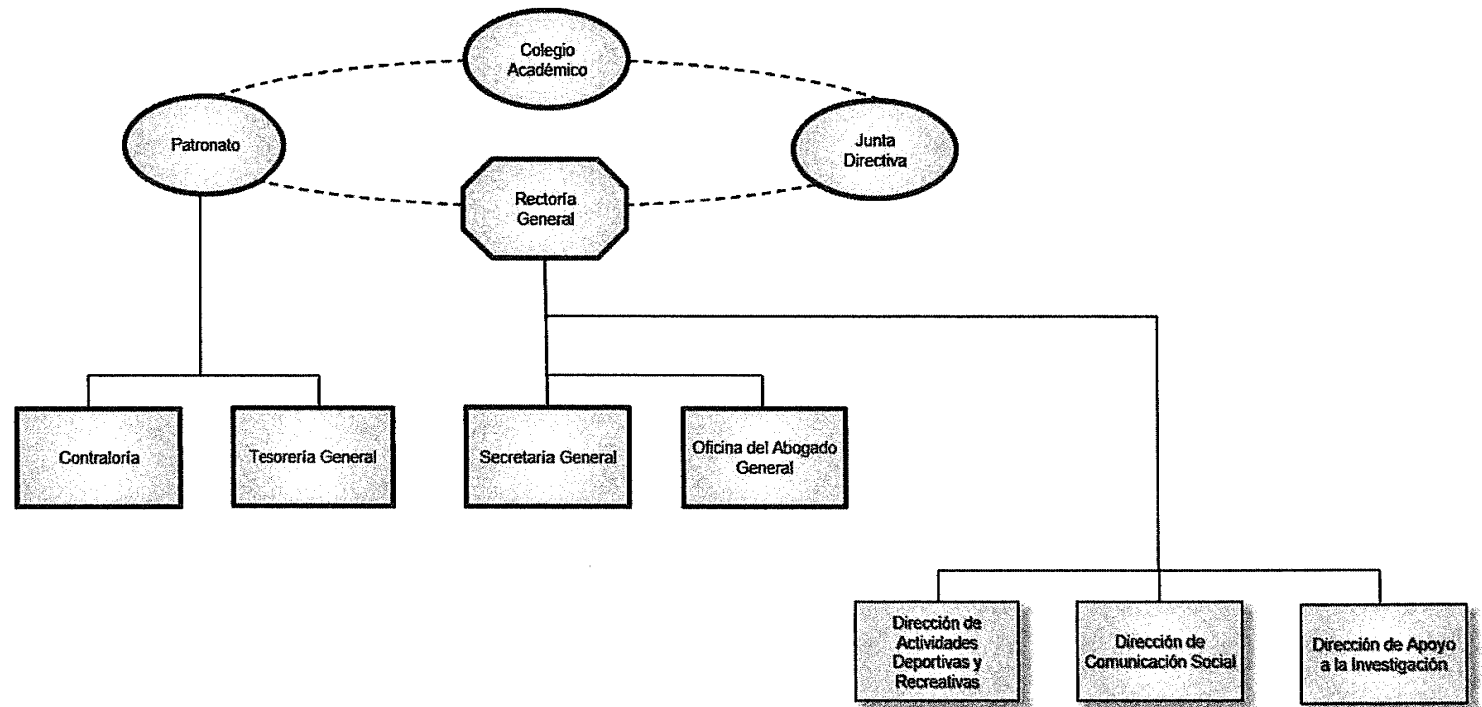 Colegio
Académico
Patronato
Junta
Directiva
Rectoría
General
Contraloría
Tesorería General
Secretaría General
Oficina del Abogado
General
Dirección de
Actividades
Deportivas y
Recreativas
Dirección de
Comunicación Social
Dirección de Apoyo
a la Investigación